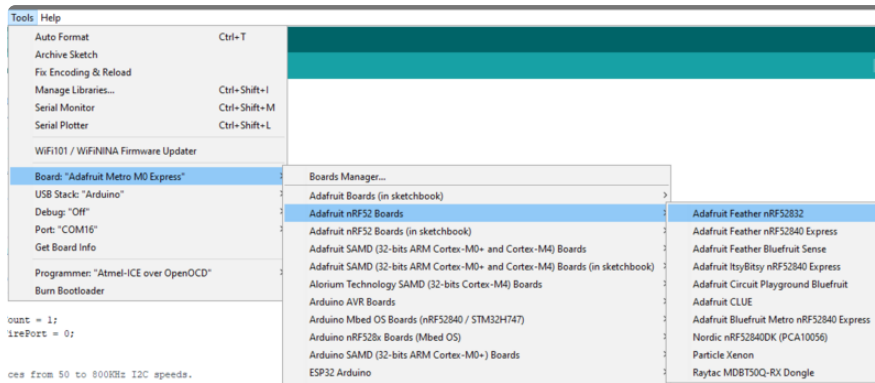 Tools Help
Auto Format Ctrl+T
Archive Sketch
Fix Encoding & Reload
Manage Libraries... Ctrl+Shift+I
Serial Monitor Ctrl+Shift+M
Serial Plotter Ctrl+Shift+L
WiFi101 / WiFiNINA Firmware Updater
Board: "Adafruit Metro M0 Express"
USB Stack: "Arduino"
Debug: "Off"
Port: "COM16"
Get Board Info
Programmer: "Atmel-ICE over OpenOCD"
Burn Bootloader
Boards Manager...
Adafruit Boards (in sketchbook)
Adafruit nRF52 Boards
Adafruit nRF52 Boards (in sketchbook)
Adafruit SAMD (32-bits ARM Cortex-M0+ and Cortex-M4) Boards
Adafruit SAMD (32-bits ARM Cortex-M0+ and Cortex-M4) Boards (in sketchbook)
Alorium Technology SAMD (32-bits Cortex-M4) Boards
Arduino AVR Boards
Arduino Mbed OS Boards (nRF52840 / STM32H747)
Arduino nRF528x Boards (Mbed OS)
Arduino SAMD (32-bits ARM Cortex-M0+) Boards
ESP32 Arduino
Adafruit Feather nRF52832
Adafruit Feather nRF52840 Express
Adafruit Feather Bluefruit Sense
Adafruit ItsyBitsy nRF52840 Express
Adafruit Circuit Playground Bluefruit
Adafruit CLUE
Adafruit Bluefruit Metro nRF52840 Express
Nordic nRF52840DK (PCA10056)
Particle Xenon
Raytac MDBT50Q-RX Dongle
ount = 1;
irePort = 0;
ces from 50 to 800KHz I2C speeds.